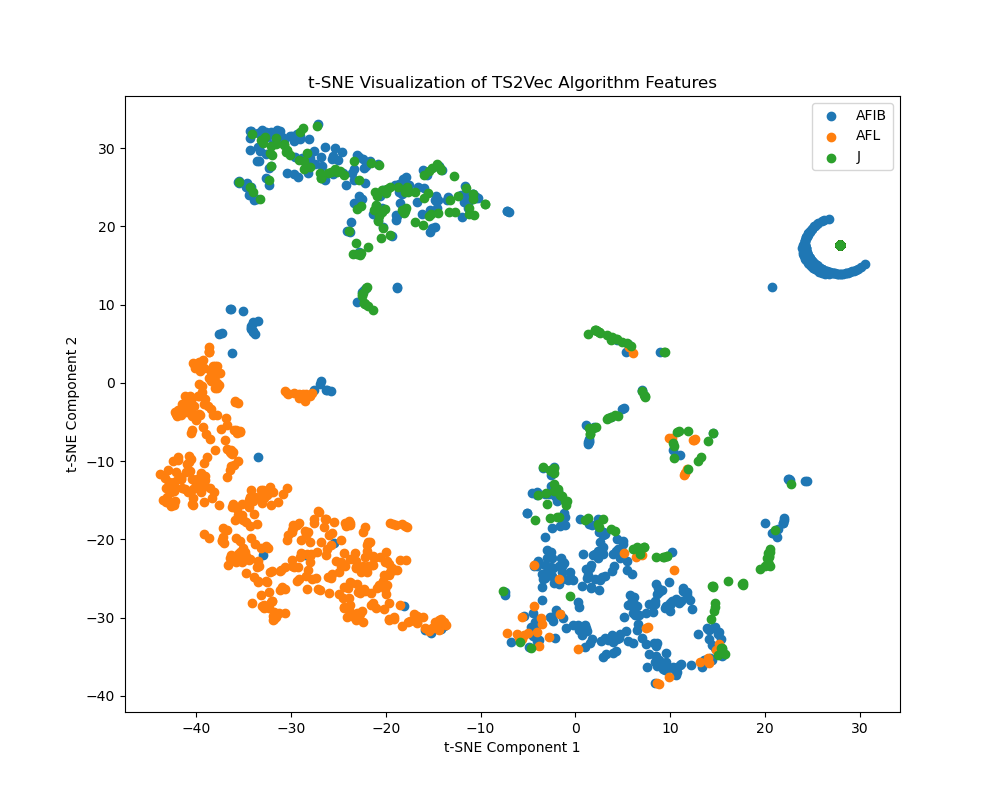 t-SNE Visualization of TS2Vec Algorithm Features
AFIB
AFL
J
30
20
10
0
−10
−20
−30
−40
t-SNE Component 2
−40 −30 −20 −10 0 10 20 30
t-SNE Component 1